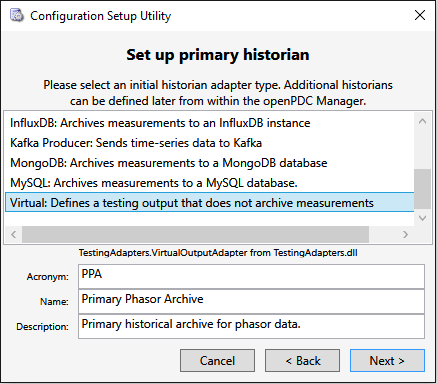 Configuration Setup Utility
Set up primary historian
Please select an initial historian adapter type. Additional historians
can be defined later from within the openPDC Manager.
InfluxDB: Archives measurements to an InfluxDB instance
Kafka Producer: Sends time-series data to Kafka
MongoDB: Archives measurements to a MongoDB database
MySQL: Archives measurements to a MySQL database.
Virtual: Defines a testing output that does not archive measurements
TestingAdapters.VirtualOutputAdapter from TestingAdapters.dll
Acronym: PPA
Name: Primary Phasor Archive
Description: Primary historical archive for phasor data.
Cancel < Back Next >